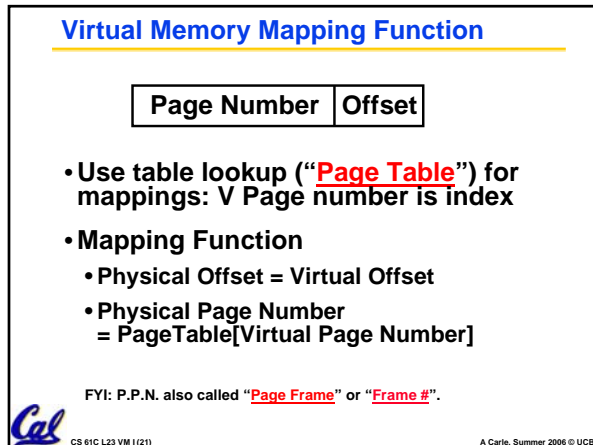 Virtual Memory Mapping Function
Page Number Offset
• Use table lookup (“Page Table”) for
mappings: V Page number is index
• Mapping Function
• Physical Offset = Virtual Offset
• Physical Page Number
= PageTable[Virtual Page Number]
FYI: P.P.N. also called “Page Frame” or “Frame #”.
Cal
CS 61C L23 VM I (21)
A Carle, Summer 2006 © UCB